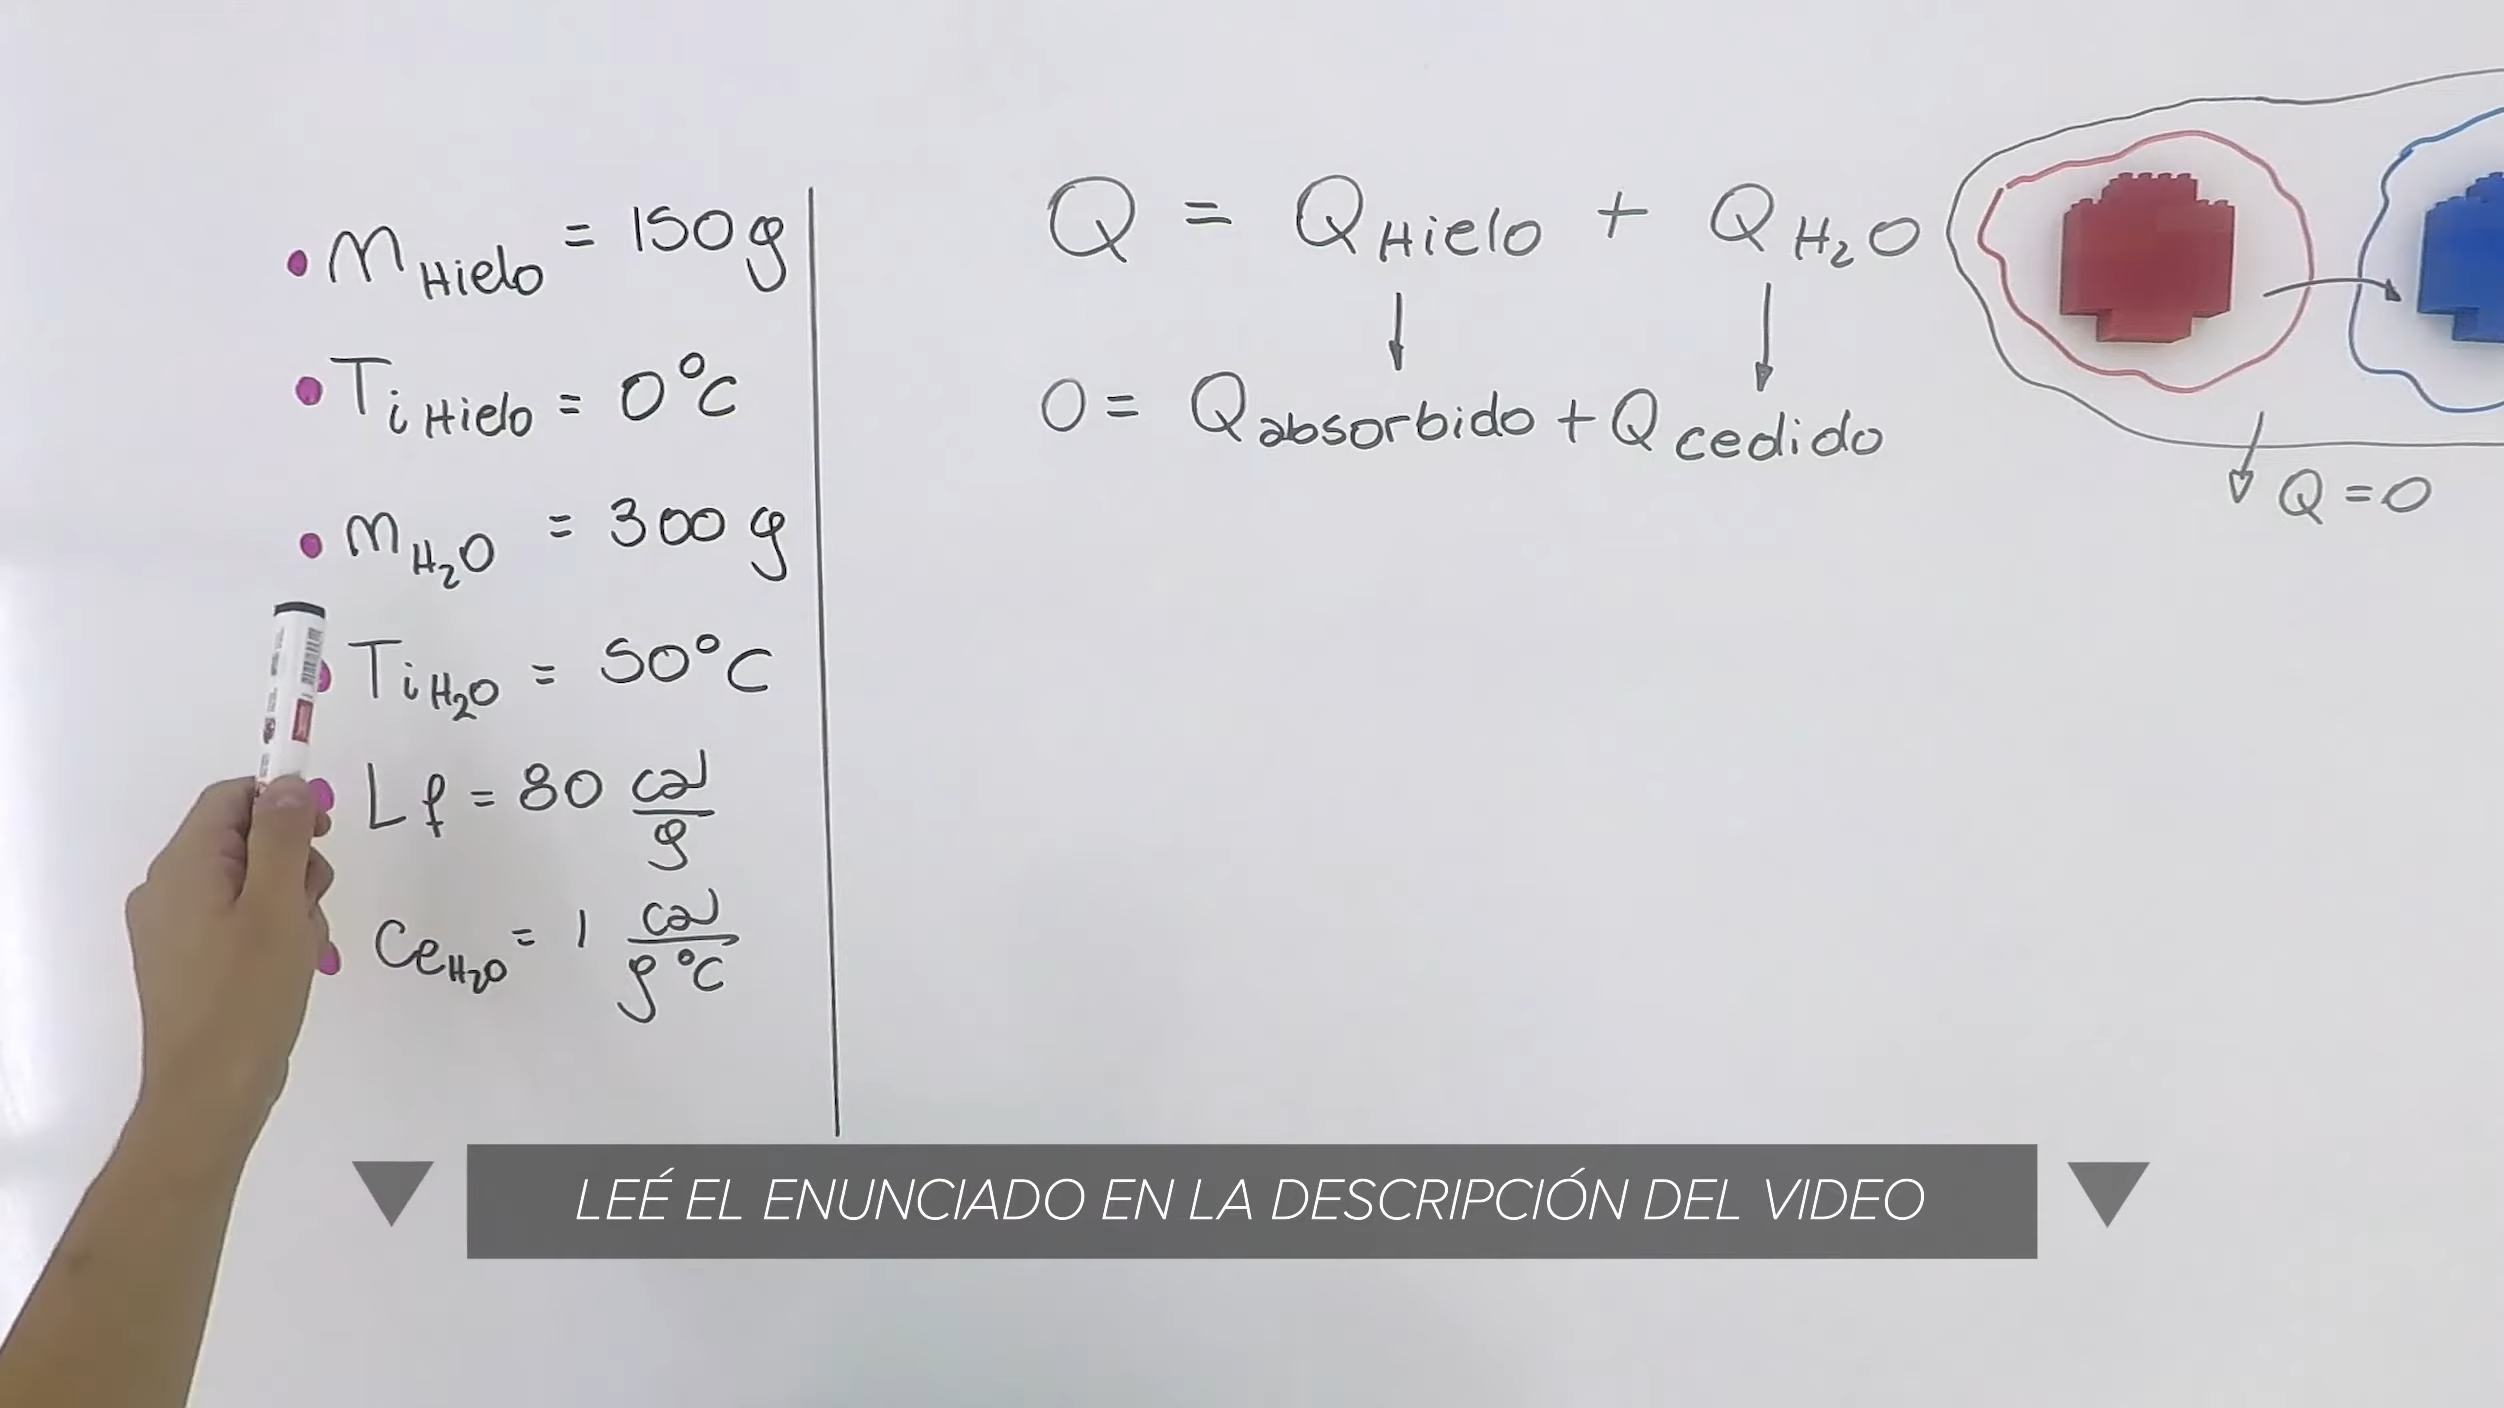 m Hielo = 150 g
Ti Hielo = 0°C
m H₂O = 300 g
Ti H₂O = 50°C
Lf = 80 cal/g
Ce H₂O = 1 cal/g °C
Q = Q Hielo + Q H₂O
0 = Q absorbido + Q cedido
Q = 0
LEÉ EL ENUNCIADO EN LA DESCRIPCIÓN DEL VIDEO